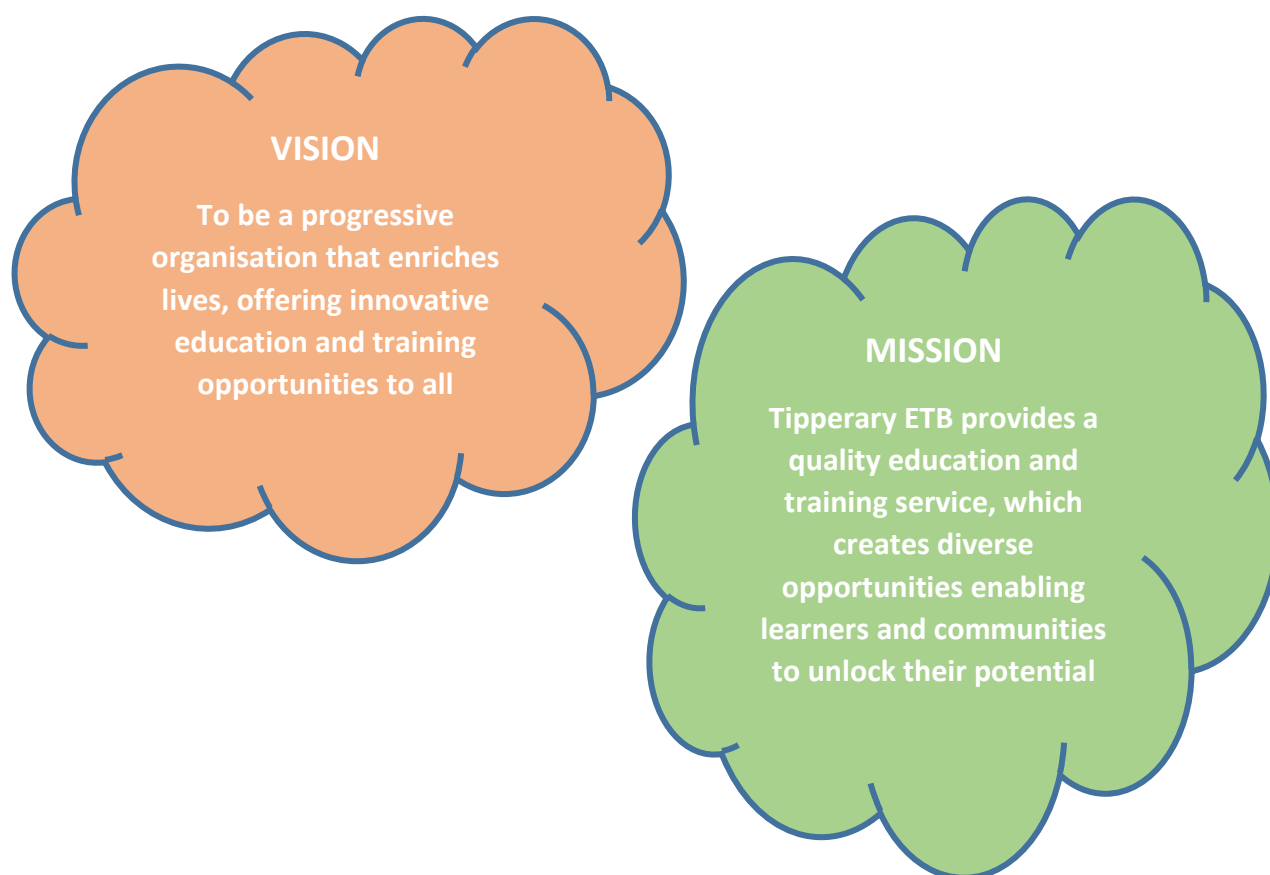 VISION
To be a progressive
organisation that enriches
lives, offering innovative
education and training
opportunities to all
MISSION
Tipperary ETB provides a
quality education and
training service, which
creates diverse
opportunities enabling
learners and communities
to unlock their potential